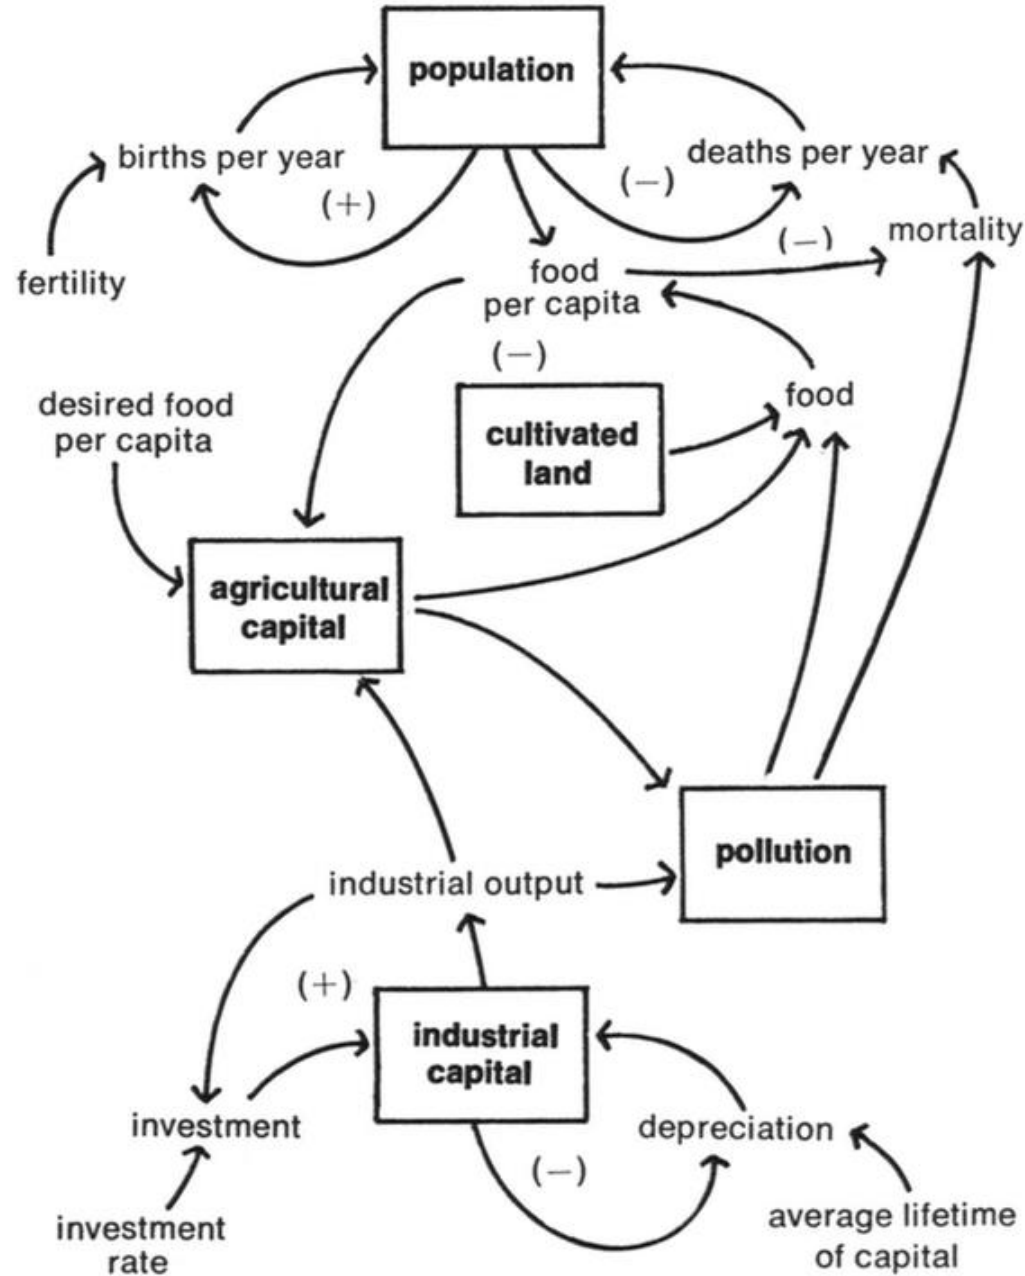 population
births per year
deaths per year
(+)
(−)
mortality
(−)
fertility
food
per capita
(−)
desired food
per capita
food
cultivated
land
agricultural
capital
pollution
industrial output
(+)
industrial
capital
investment
depreciation
(−)
investment
rate
average lifetime
of capital